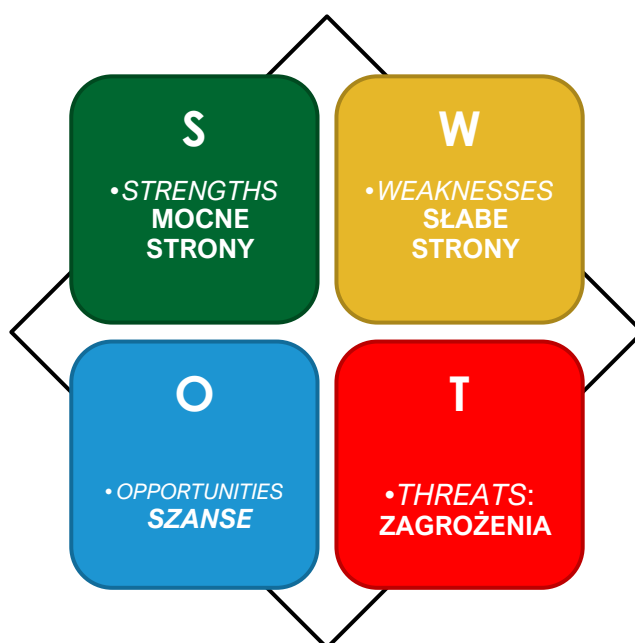 S
•STRENGTHS
MOCNE
STRONY
W
•WEAKNESSES
SŁABE
STRONY
O
•OPPORTUNITIES
SZANSE
T
•THREATS:
ZAGROŻENIA